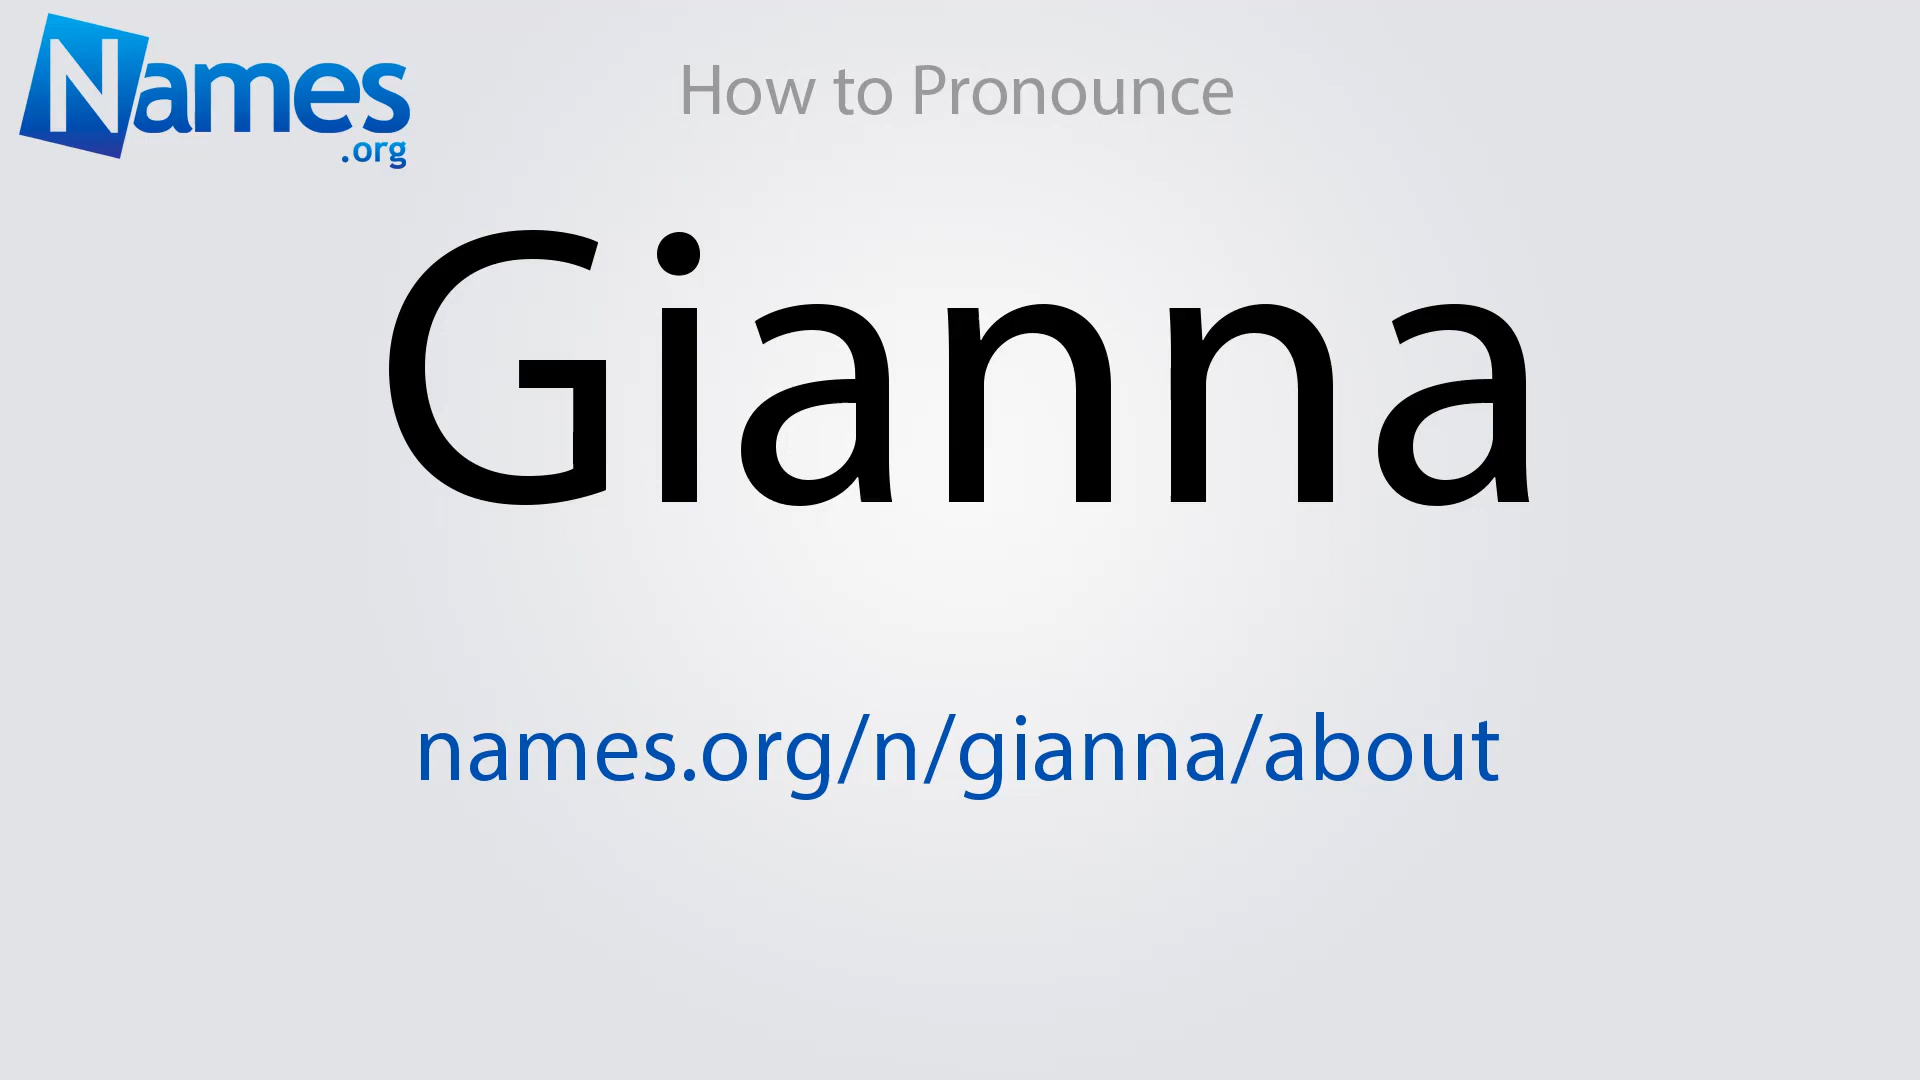 Names
.org
How to Pronounce
Gianna
names.org/n/gianna/about